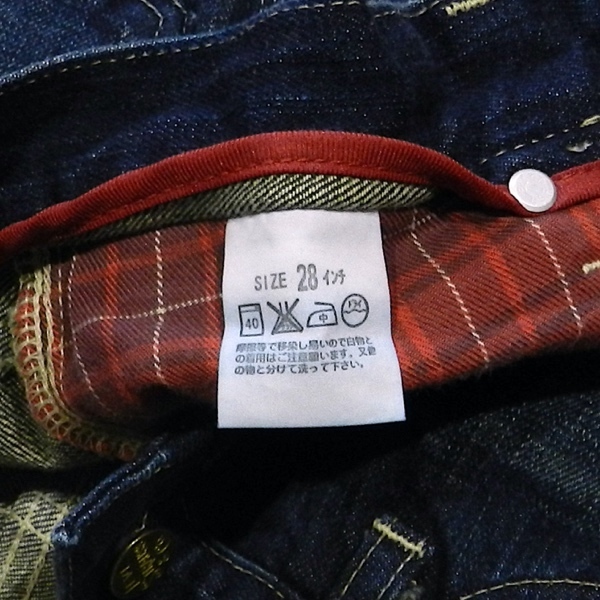 SIZE 28 インチ
40 中
摩擦等で移染し易いので白物と
の着用はご注意願います。又他
の物と分けて洗って下さい。